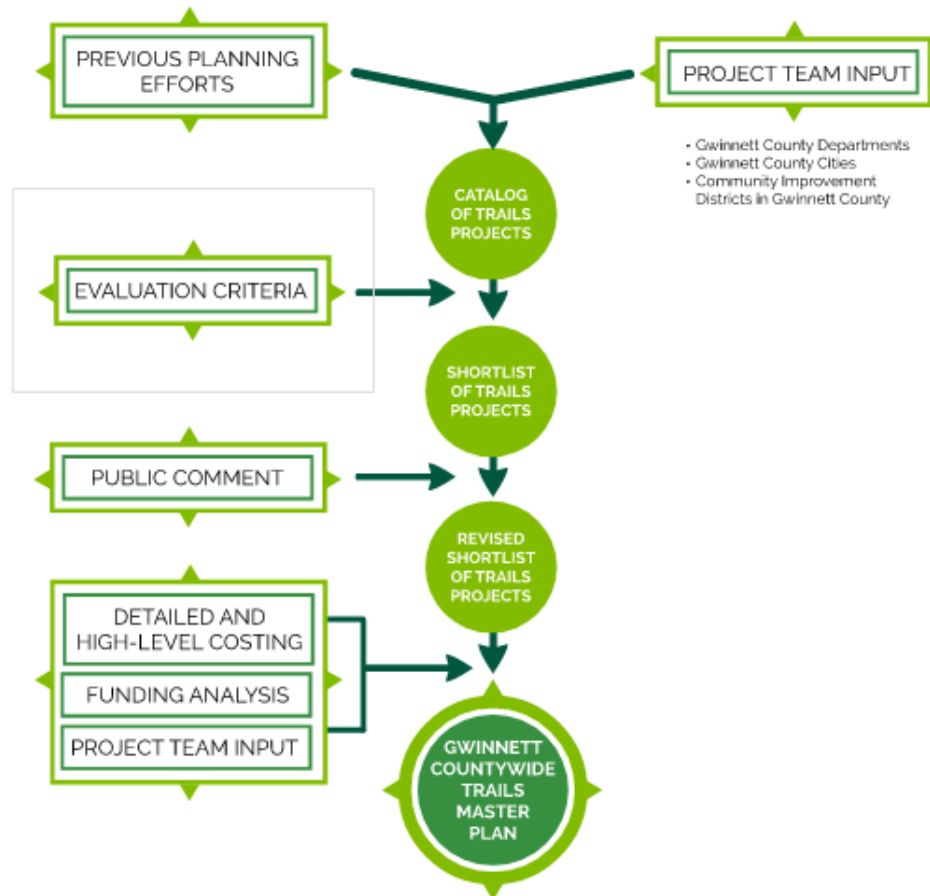 PREVIOUS PLANNING
EFFORTS
PROJECT TEAM INPUT
• Gwinnett County Departments
• Gwinnett County Cities
• Community Improvement
Districts in Gwinnett County
CATALOG
OF TRAILS
PROJECTS
EVALUATION CRITERIA
SHORTLIST
OF TRAILS
PROJECTS
PUBLIC COMMENT
REVISED
SHORTLIST
OF TRAILS
PROJECTS
DETAILED AND
HIGH-LEVEL COSTING
FUNDING ANALYSIS
PROJECT TEAM INPUT
GWINNETT
COUNTYWIDE
TRAILS
MASTER
PLAN